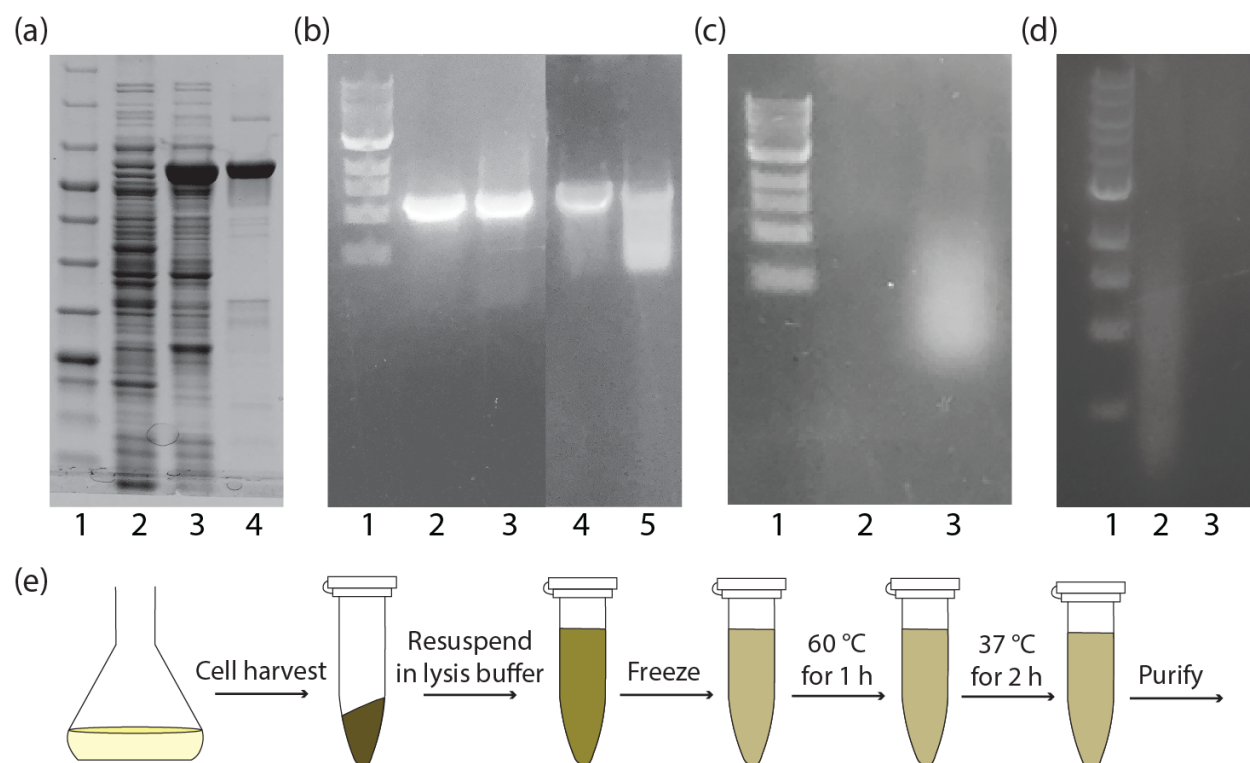 (a)
(b)
(c)
(d)
1 2 3 4
1 2 3 4 5
1 2 3
1 2 3
(e)
Cell harvest
Resuspend
in lysis buffer
Freeze
60 °C
for 1 h
37 °C
for 2 h
Purify